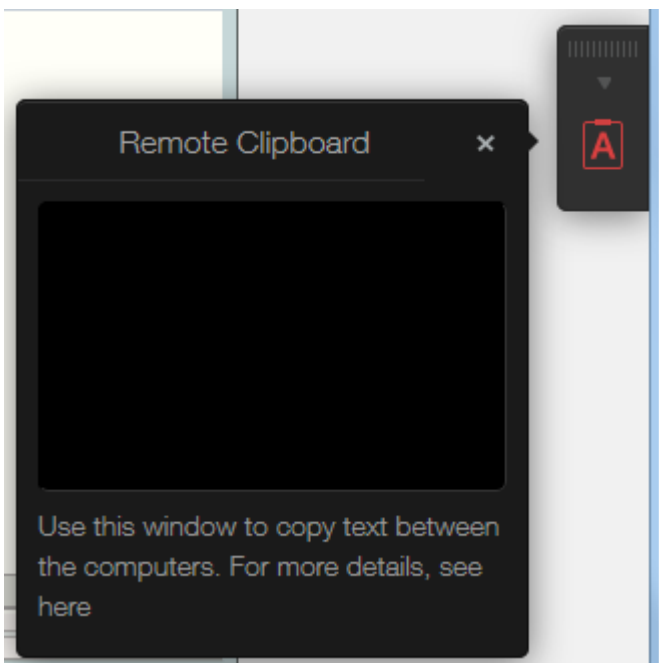 Remote Clipboard
×
A
Use this window to copy text between
the computers. For more details, see
here